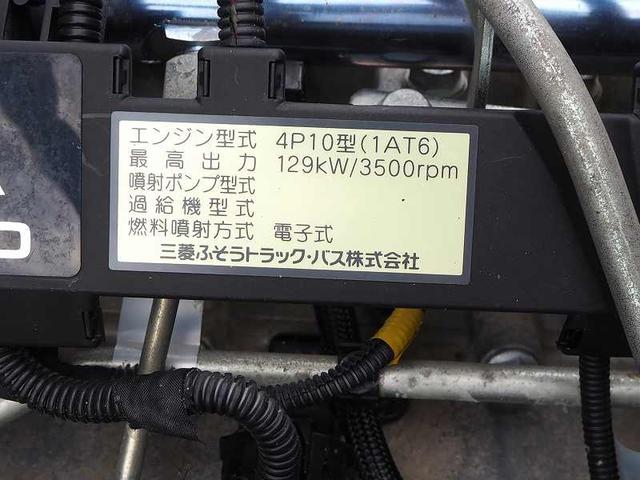 エンジン型式 4P10型(1AT6)
最高出力 129kW/3500rpm
噴射ポンプ型式
過給機型式
燃料噴射方式 電子式
三菱ふそうトラック・バス株式会社